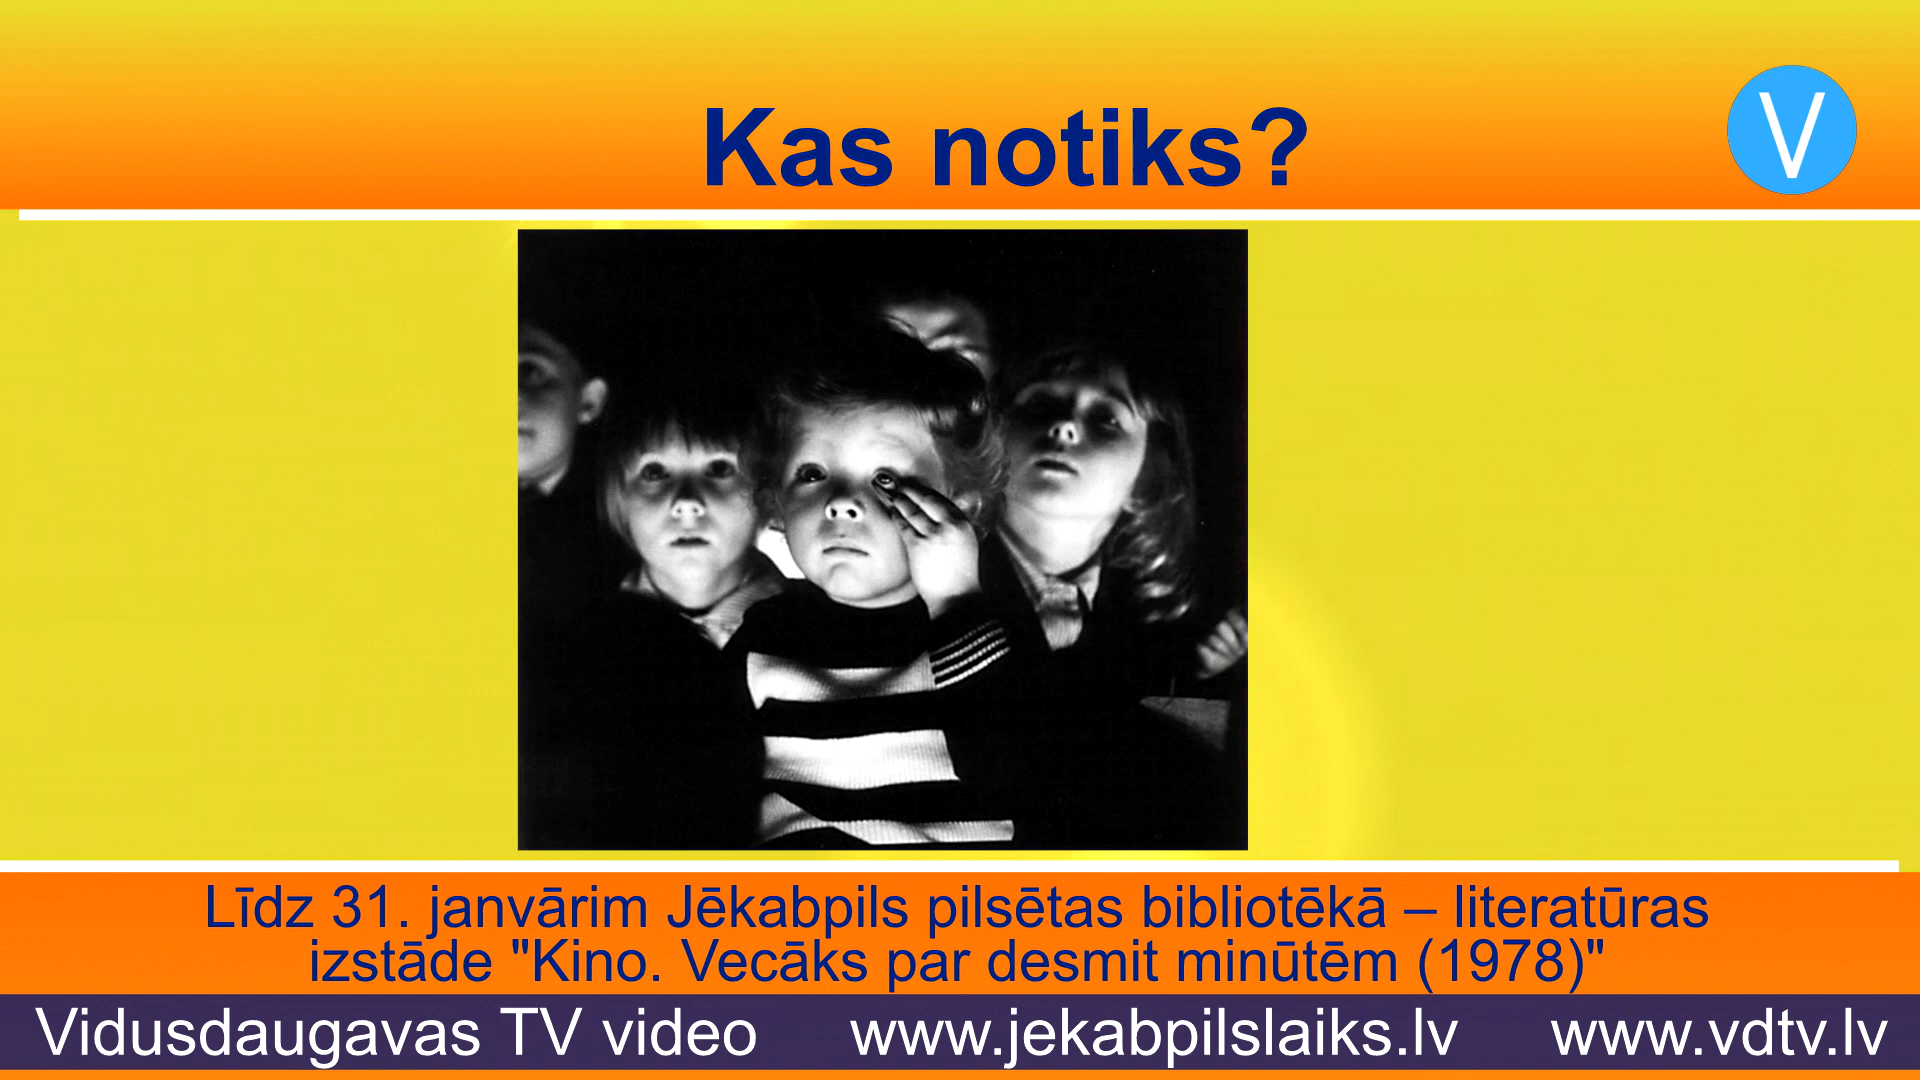 Kas notiks?
V
Līdz 31. janvārim Jēkabpils pilsētas bibliotēkā – literatūras
izstāde "Kino. Vecāks par desmit minūtēm (1978)"
Vidusdaugavas TV video www.jekabpilslaiks.lv www.vdtv.lv